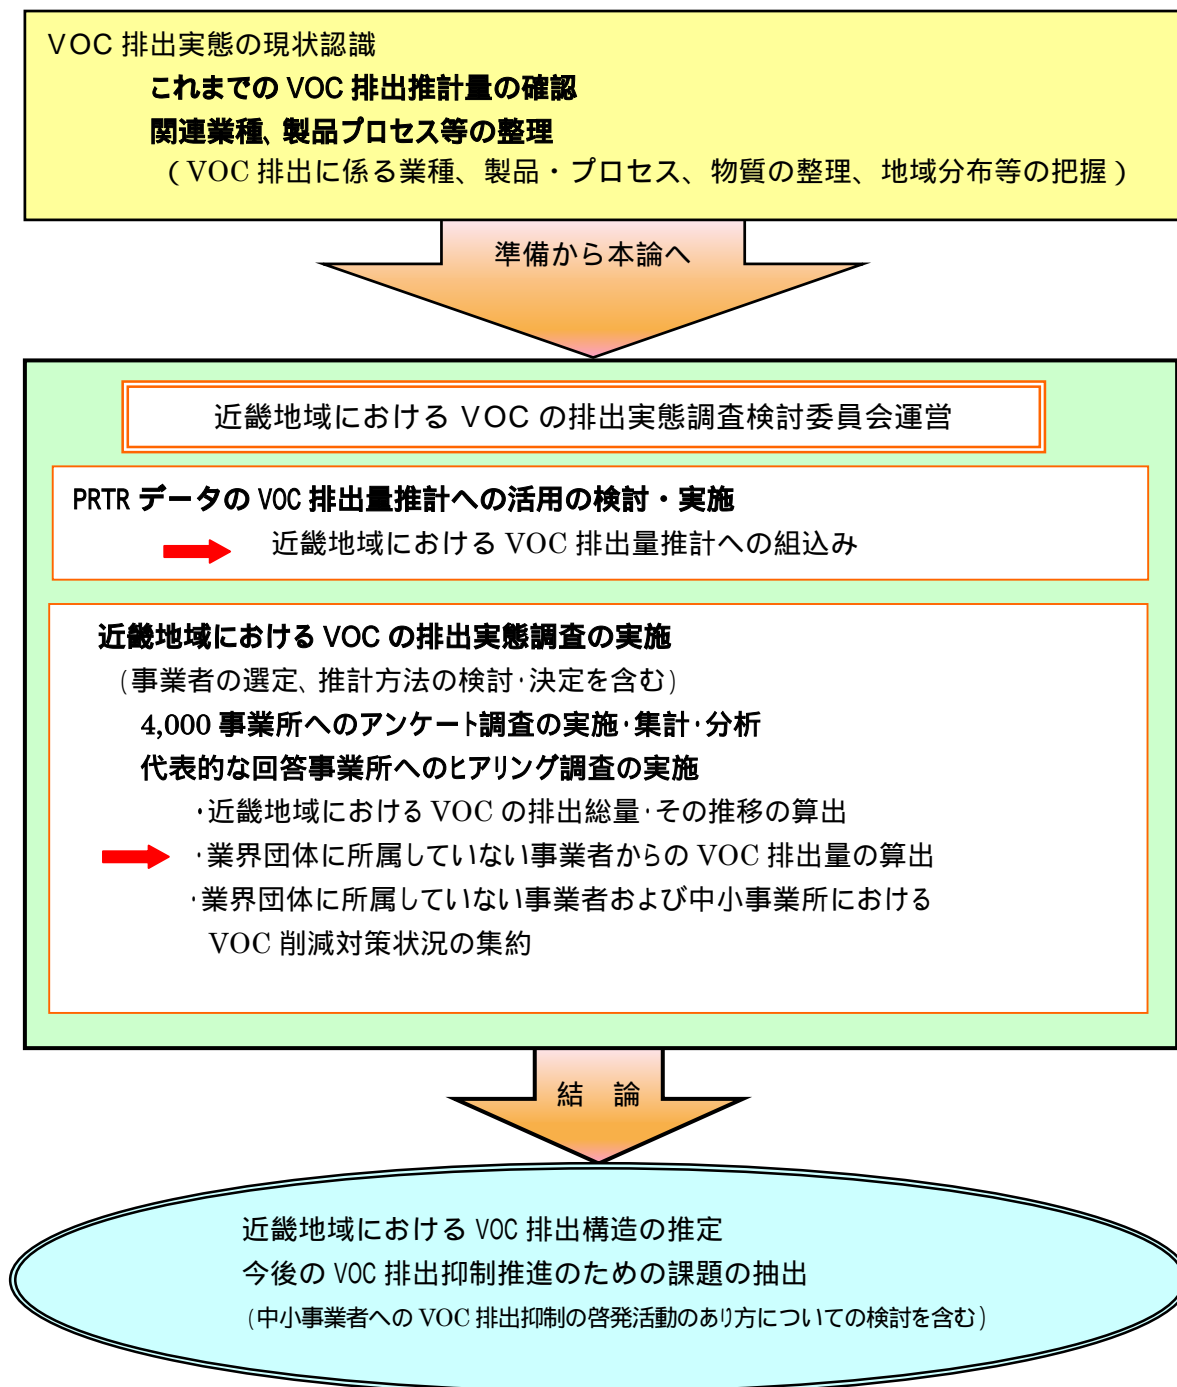 VOC 排出実態の現状認識
これまでの VOC 排出推計量の確認
関連業種、製品プロセス等の整理
(VOC 排出に係る業種、製品・プロセス、物質の整理、地域分布等の把握)
準備から本論へ
近畿地域における VOC の排出実態調査検討委員会運営
PRTR データの VOC 排出量推計への活用の検討・実施
近畿地域における VOC 排出量推計への組込み
近畿地域における VOC の排出実態調査の実施
(事業者の選定、推計方法の検討・決定を含む)
4,000 事業所へのアンケート調査の実施・集計・分析
代表的な回答事業所へのヒアリング調査の実施
・近畿地域における VOC の排出総量・その推移の算出
・業界団体に所属していない事業者からの VOC 排出量の算出
・業界団体に所属していない事業者および中小事業所における
VOC 削減対策状況の集約
結 論
近畿地域における VOC 排出構造の推定
今後の VOC 排出抑制推進のための課題の抽出
(中小事業者への VOC 排出抑制の啓発活動のあり方についての検討を含む)